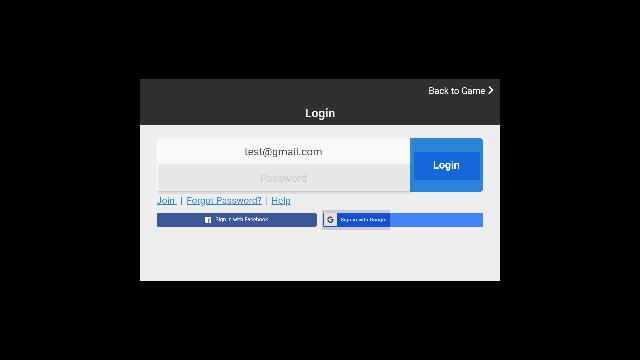 Back to Game
Login
test@gmail.com
Password
Login
Join | Forgot Password? | Help
Sign in with Facebook
Sign in with Google